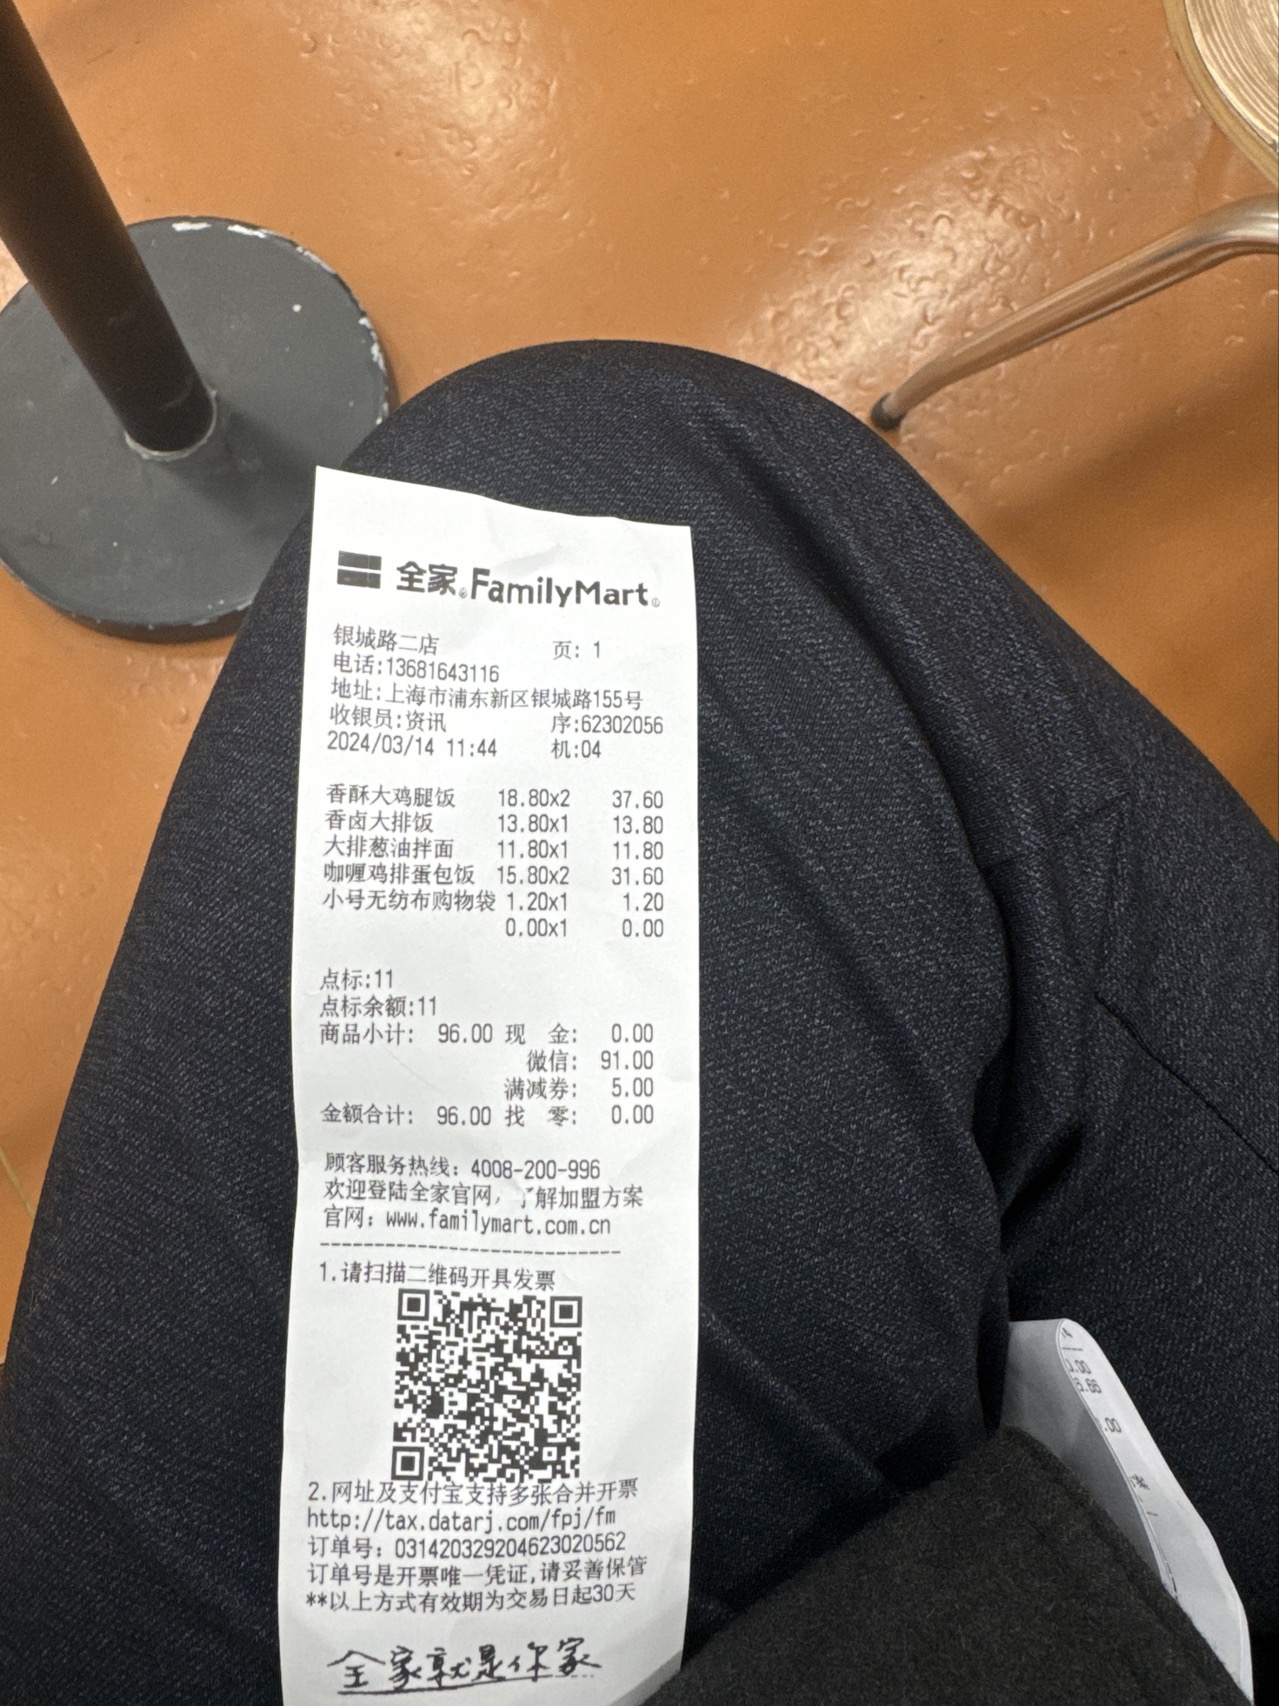 全家 FamilyMart
银城路二店 页: 1
电话:13681643116
地址:上海市浦东新区银城路155号
收银员:资讯 序:62302056
2024/03/14 11:44 机:04
香酥大鸡腿饭 18.80x2 37.60
香卤大排饭 13.80x1 13.80
大排葱油拌面 11.80x1 11.80
咖喱鸡排蛋包饭 15.80x2 31.60
小号无纺布购物袋 1.20x1 1.20
0.00x1 0.00
点标:11
点标余额:11
商品小计: 96.00 现 金: 0.00
微信: 91.00
满减券: 5.00
金额合计: 96.00 找 零: 0.00
顾客服务热线: 4008-200-996
欢迎登陆全家官网, 了解加盟方案
官网: www.familymart.com.cn
1.请扫描二维码开具发票
2.网址及支付宝支持多张合并开票
http://tax.datarj.com/fpj/fm
订单号: 0314203292046230205​62
订单号是开票唯一凭证,请妥善保管
**以上方式有效期为交易日起30天
全家就是你家
.00
.00